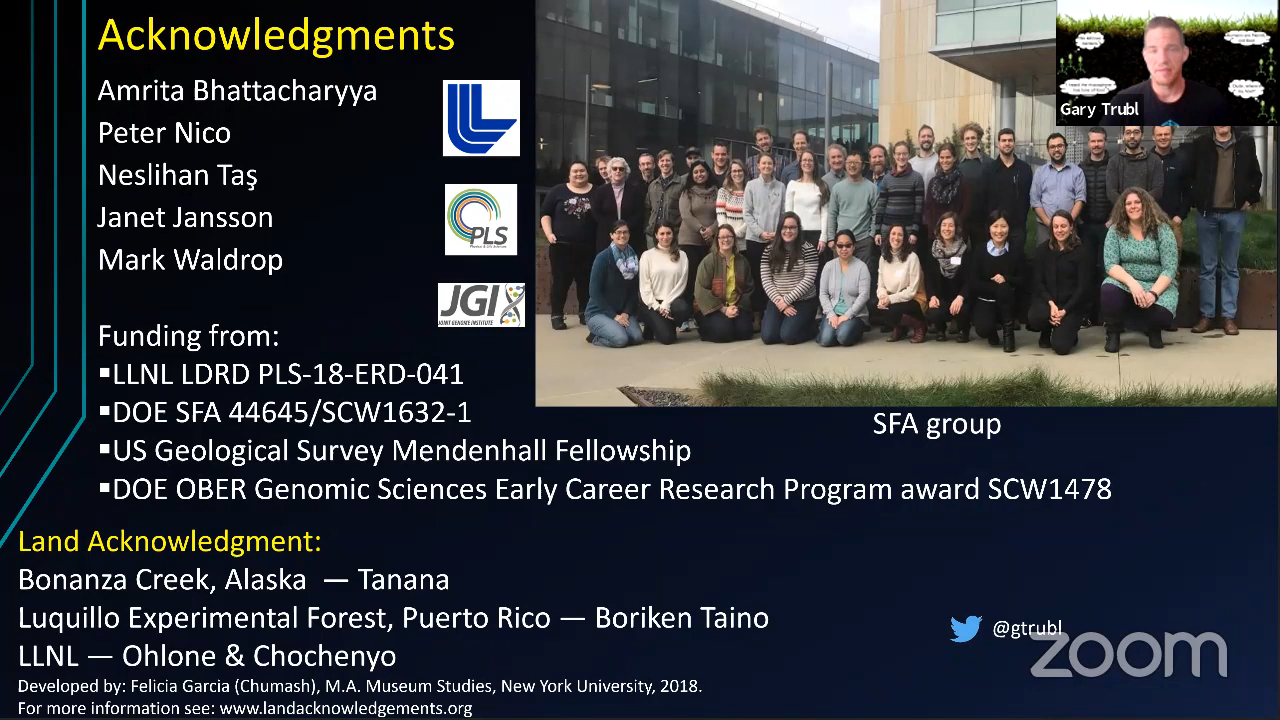 Acknowledgments
Amrita Bhattacharyya
Peter Nico
Neslihan Taş
Janet Jansson
Mark Waldrop
PLS
JGI
JOINT GENOME INSTITUTE
Gary Trubl
Funding from:
▪LLNL LDRD PLS-18-ERD-041
▪DOE SFA 44645/SCW1632-1
▪US Geological Survey Mendenhall Fellowship
▪DOE OBER Genomic Sciences Early Career Research Program award SCW1478
SFA group
Land Acknowledgment:
Bonanza Creek, Alaska — Tanana
Luquillo Experimental Forest, Puerto Rico — Boriken Taino
LLNL — Ohlone & Chochenyo
Developed by: Felicia Garcia (Chumash), M.A. Museum Studies, New York University, 2018.
For more information see: www.landacknowledgements.org
@gtrubl
zoom